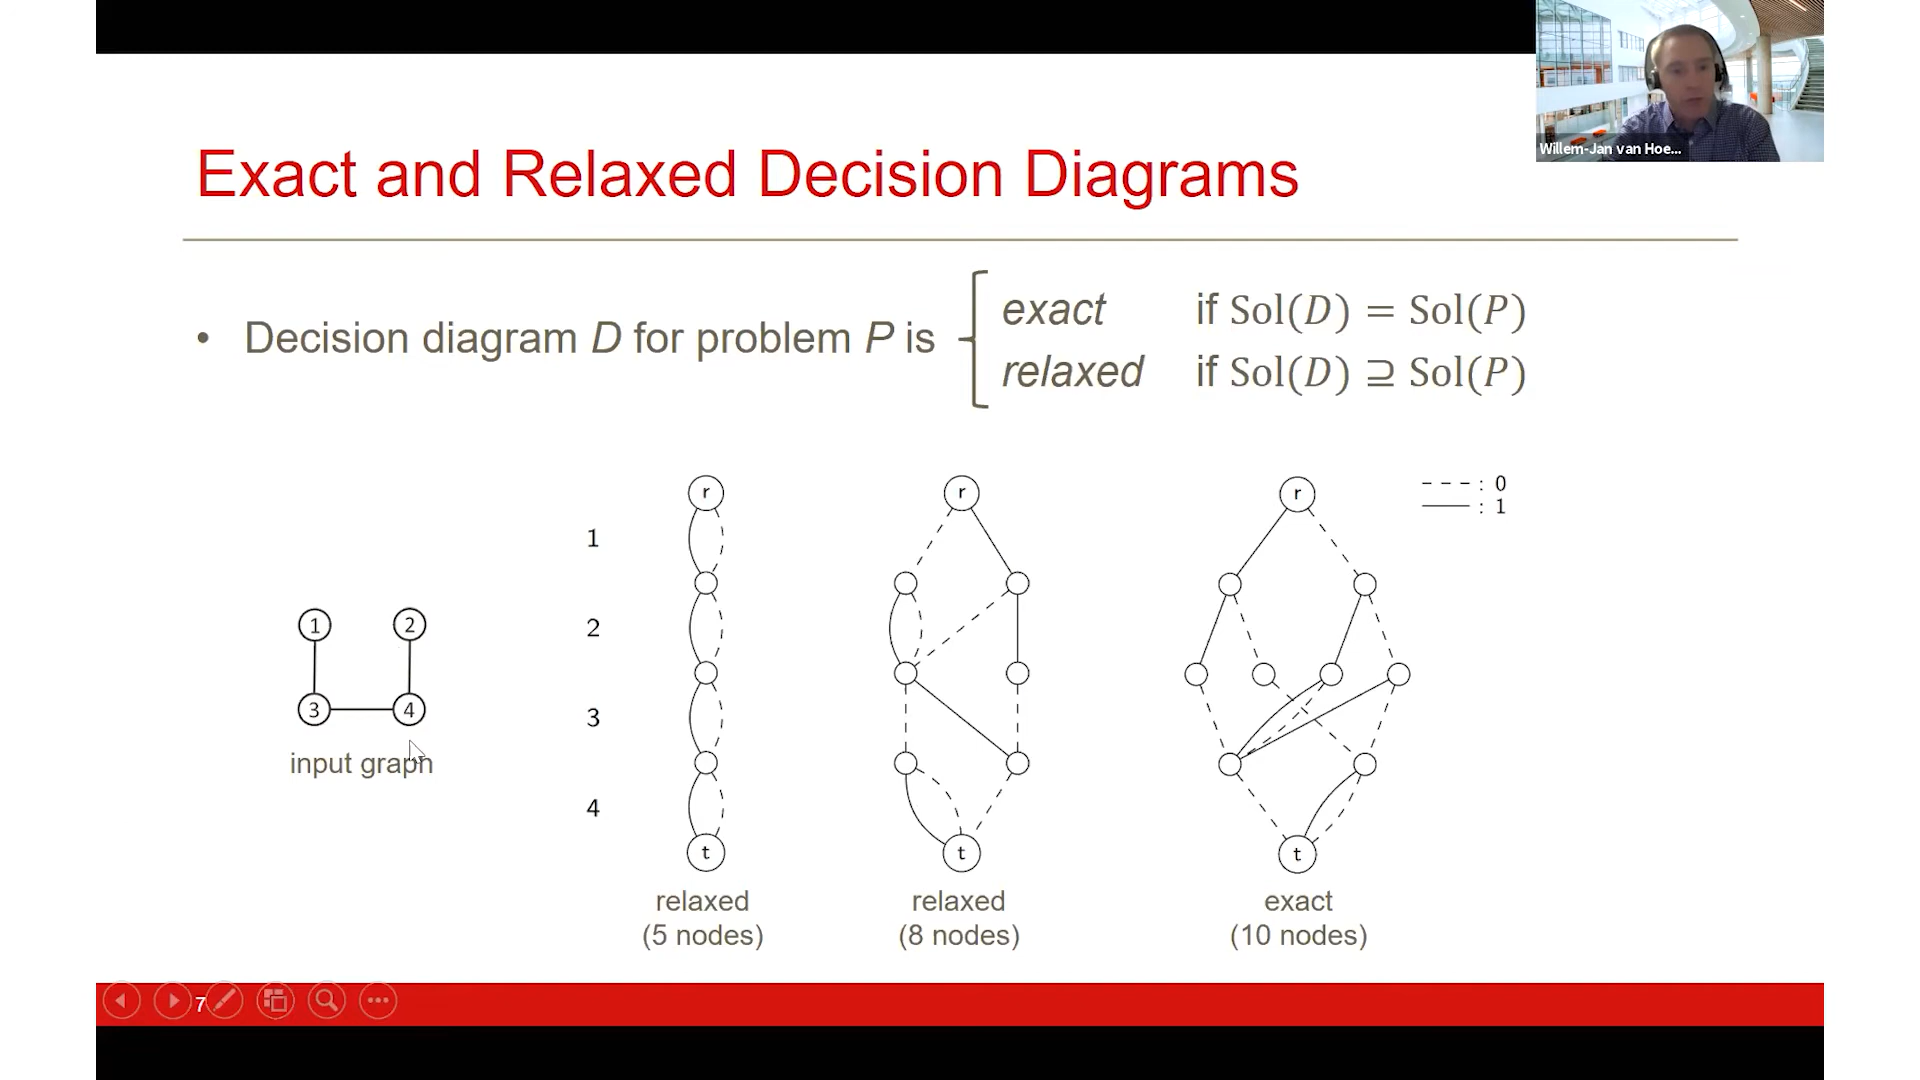 Willem-Jan van Hoe...
Exact and Relaxed Decision Diagrams
• Decision diagram D for problem P is
exact if Sol(D) = Sol(P)
relaxed if Sol(D) ⊇ Sol(P)
r
r
r
- - - : 0
—— : 1
1
2
3
4
1 2
3 4
input graph
t
t
t
relaxed
(5 nodes)
relaxed
(8 nodes)
exact
(10 nodes)
7